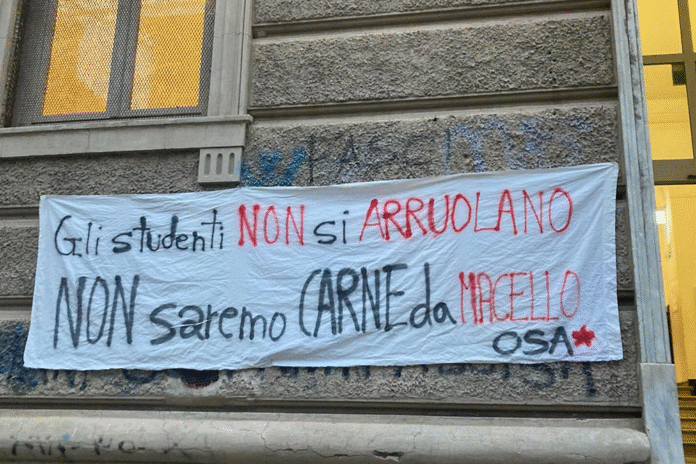 Gli studenti NON si ARRUOLANO
NON saremo CARNE da MACELLO
OSA